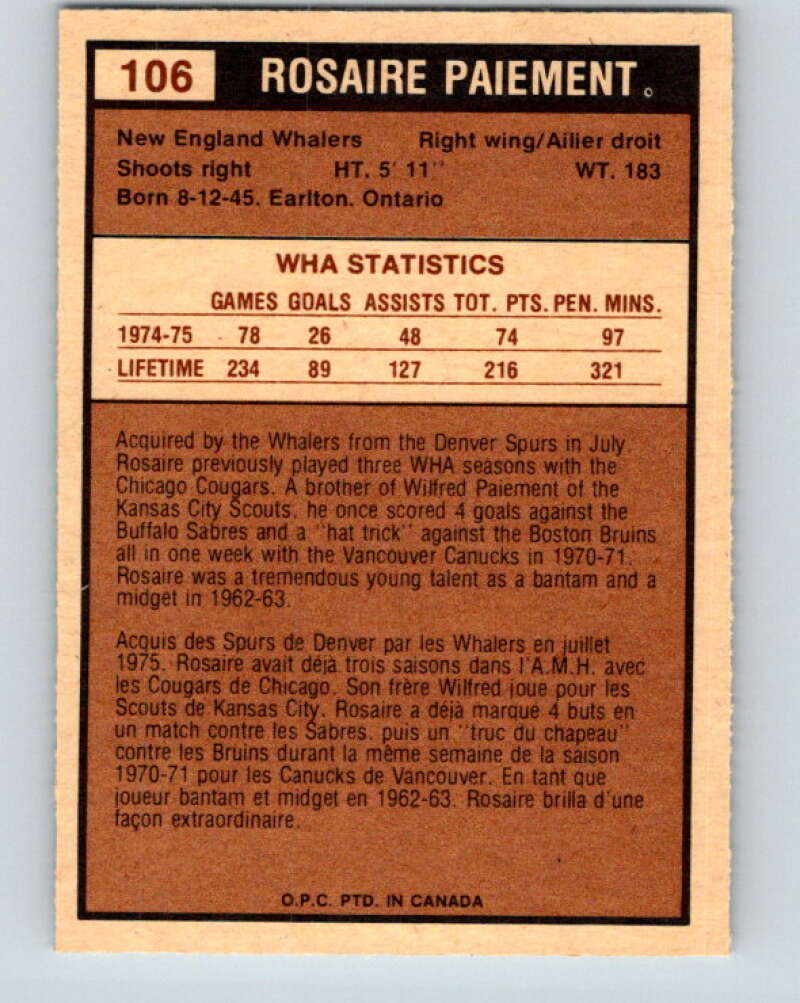 106 ROSAIRE PAIEMENT
New England Whalers Right wing/Ailier droit
Shoots right HT. 5' 11'' WT. 183
Born 8-12-45. Earlton. Ontario
WHA STATISTICS
GAMES GOALS ASSISTS TOT. PTS. PEN. MINS.
1974-75 78 26 48 74 97
LIFETIME 234 89 127 216 321
Acquired by the Whalers from the Denver Spurs in July.
Rosaire previously played three WHA seasons with the
Chicago Cougars. A brother of Wilfred Paiement of the
Kansas City Scouts, he once scored 4 goals against the
Buffalo Sabres and a "hat trick" against the Boston Bruins
all in one week with the Vancouver Canucks in 1970-71.
Rosaire was a tremendous young talent as a bantam and a
midget in 1962-63.
Acquis des Spurs de Denver par les Whalers en juillet
1975. Rosaire avait déjà trois saisons dans l'A.M.H. avec
les Cougars de Chicago. Son frère Wilfred joue pour les
Scouts de Kansas City. Rosaire a déjà marqué 4 buts en
un match contre les Sabres, puis un "truc du chapeau"
contre les Bruins durant la même semaine de la saison
1970-71 pour les Canucks de Vancouver. En tant que
joueur bantam et midget en 1962-63. Rosaire brilla d'une
façon extraordinaire.
O.P.C. PTD. IN CANADA